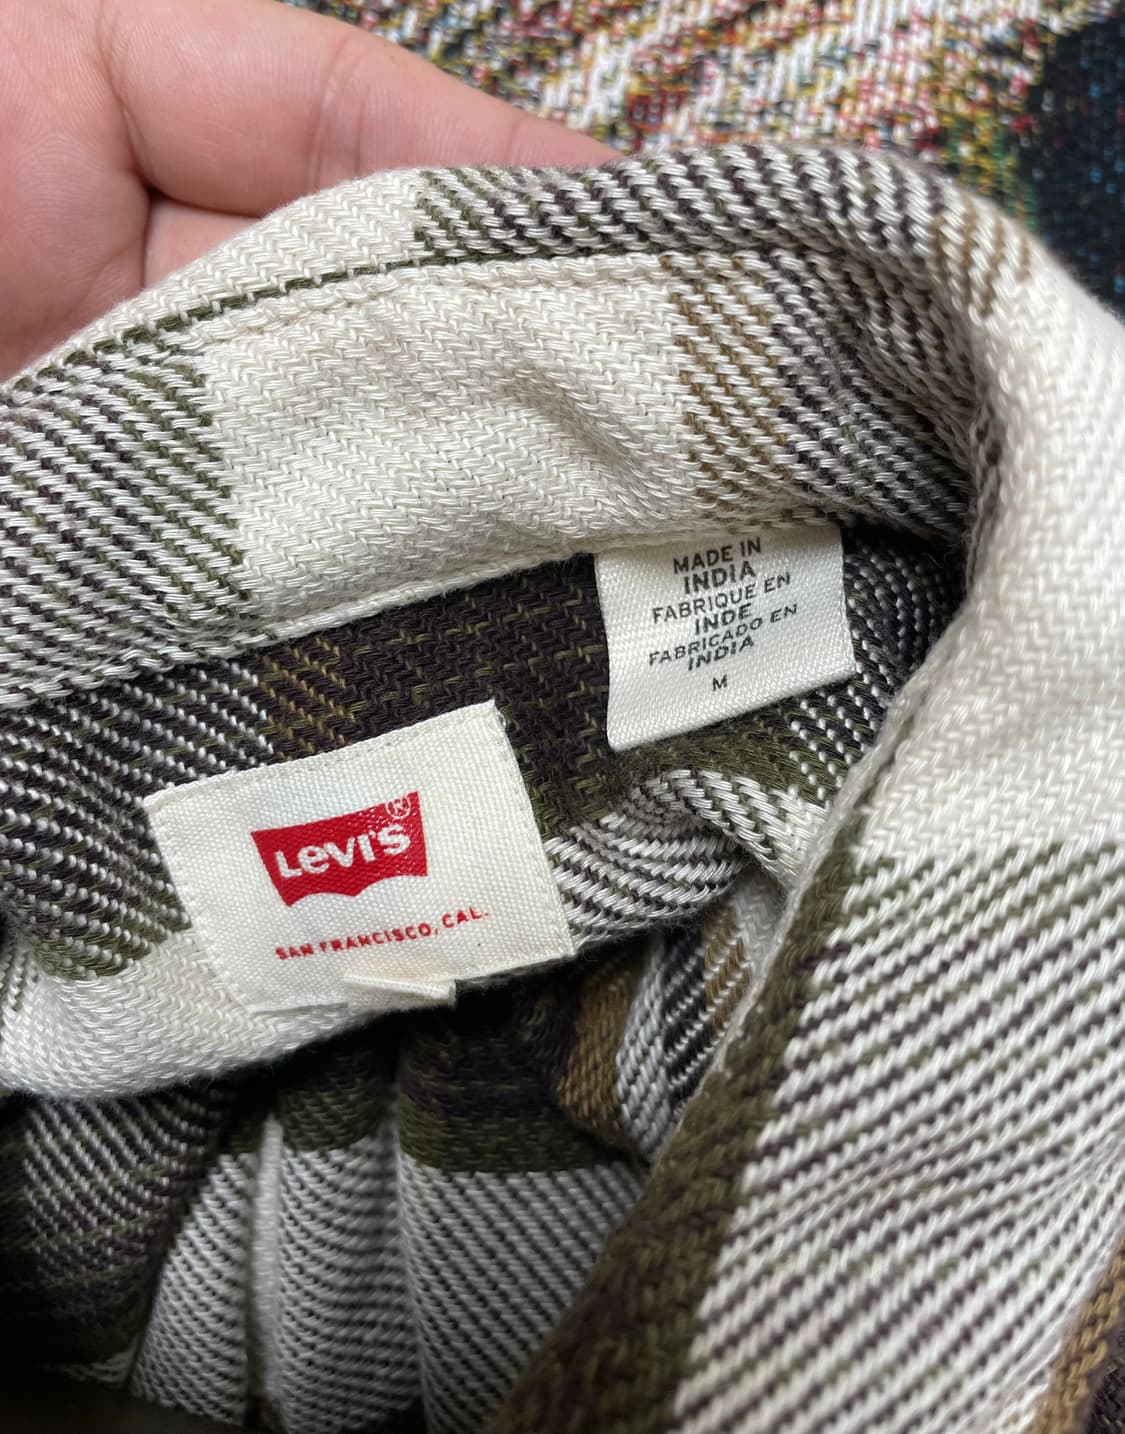 MADE IN
INDIA
FABRIQUE EN
INDE
FABRICADO EN
INDIA
M
LEVI'S®
SAN FRANCISCO, CAL.